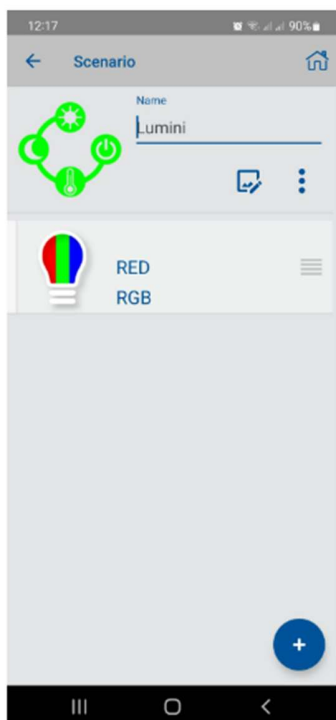 12:17
90%
Scenario
Name
Lumini
RED
RGB